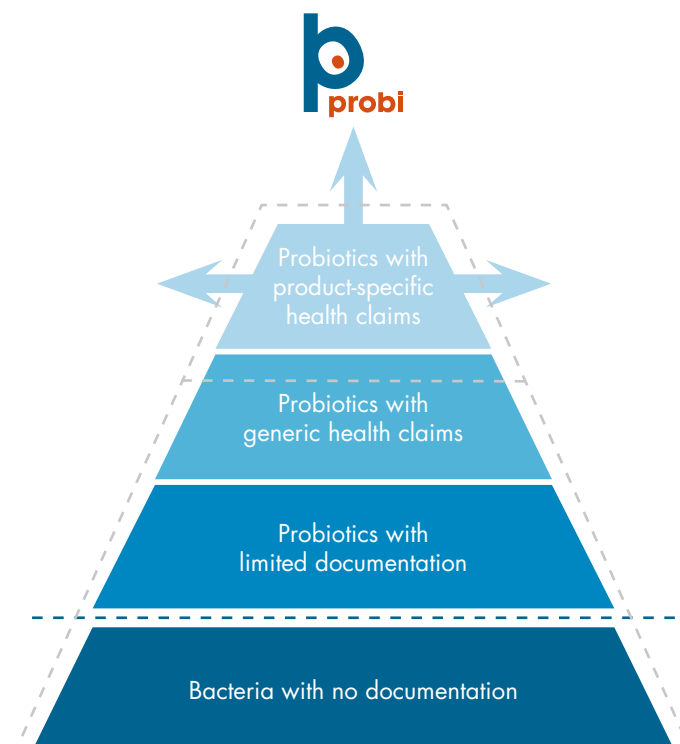 probi
Probiotics with
product-specific
health claims
Probiotics with
generic health claims
Probiotics with
limited documentation
Bacteria with no documentation